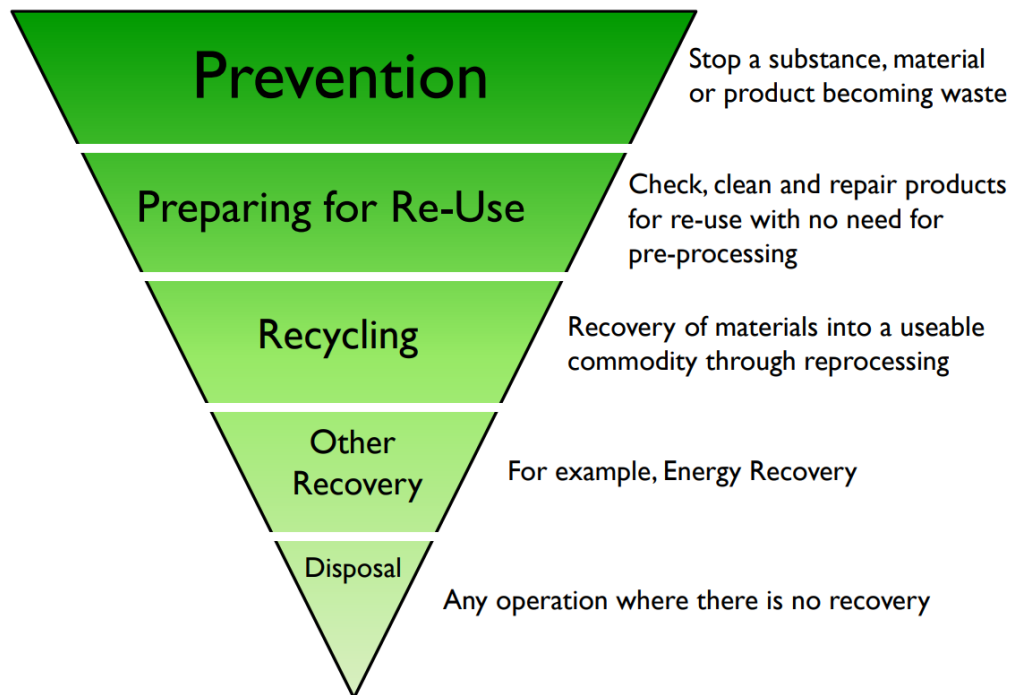 Prevention
Stop a substance, material
or product becoming waste
Preparing for Re-Use
Check, clean and repair products
for re-use with no need for
pre-processing
Recycling
Recovery of materials into a useable
commodity through reprocessing
Other
Recovery
For example, Energy Recovery
Disposal
Any operation where there is no recovery